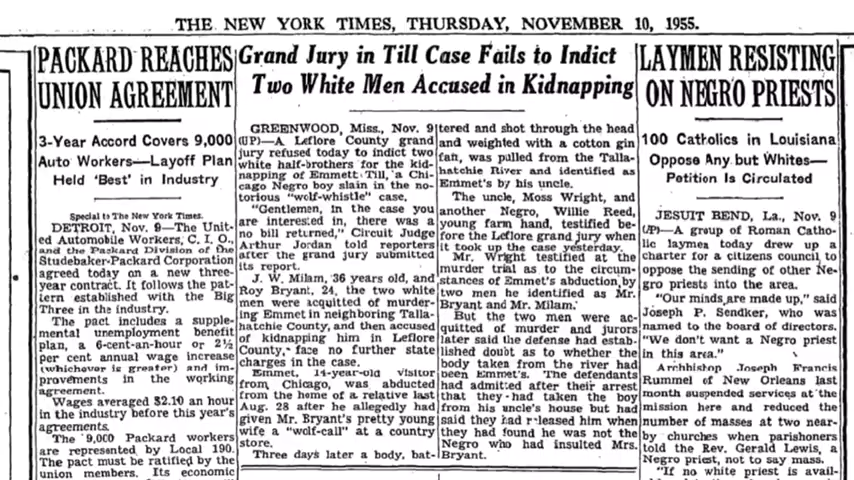 THE NEW YORK TIMES, THURSDAY, NOVEMBER 10, 1955.
PACKARD REACHES
UNION AGREEMENT
3-Year Accord Covers 9,000
Auto Workers—Layoff Plan
Held 'Best' in Industry
Special to The New York Times.
DETROIT, Nov. 9—The Unit-
ed Automobile Workers, C. I. O.,
and the Packard Division of the
Studebaker-Packard Corporation
agreed today on a new three-
year contract. It follows the pat-
tern established with the Big
Three in the industry.
The pact includes a supple-
mental unemployment benefit
plan, a 6-cent-an-hour or 2½
per cent annual wage increase
(whichever is greater) and im-
provements in the working
agreement.
Wages averaged $2.10 an hour
in the industry before this year's
agreements.
The 9,000 Packard workers
are represented by Local 190.
The pact must be ratified by the
union members. Its economic
Grand Jury in Till Case Fails to Indict
Two White Men Accused in Kidnapping
GREENWOOD, Miss., Nov. 9
(UP)—A Leflore County grand
jury refused today to indict two
white half-brothers for the kid-
napping of Emmett Till, a Chi-
cago Negro boy slain in the no-
torious "wolf-whistle" case.
"Gentlemen, in the case you
are interested in, there was a
no bill returned," Circuit Judge
Arthur Jordan told reporters
after the grand jury submitted
its report.
J. W. Milam, 36 years old, and
Roy Bryant, 24, the two white
men were acquitted of murder-
ing Emmet in neighboring Talla-
hatchie County, and then accused
of kidnapping him in Leflore
County, face no further state
charges in the case.
Emmet, 14-year-old visitor
from Chicago, was abducted
from the home of a relative last
Aug. 28 after he allegedly had
given Mr. Bryant's pretty young
wife a "wolf-call" at a country
store.
Three days later a body, bat-
tered and shot through the head
and weighted with a cotton gin
fan, was pulled from the Talla-
hatchie River and identified as
Emmet's by his uncle.
The uncle, Moss Wright, and
another Negro, Willie Reed,
young farm hand, testified be-
fore the Leflore grand jury when
it took up the case yesterday.
Mr. Wright testified at the
murder trial as to the circum-
stances of Emmet's abduction by
two men he identified as Mr.
Bryant and Mr. Milam.
But the two men were ac-
quitted of murder and jurors
later said the defense had estab-
lished doubt as to whether the
body taken from the river had
been Emmet's. The defendants
had admitted after their arrest
that they had taken the boy
from his uncle's house but had
said they had released him when
they had found he was not the
Negro who had insulted Mrs.
Bryant.
LAYMEN RESISTING
ON NEGRO PRIESTS
100 Catholics in Louisiana
Oppose Any but Whites—
Petition Is Circulated
JESUIT BEND, La., Nov. 9
(AP)—A group of Roman Catho-
lic laymen today drew up a
charter for a citizens council to
oppose the sending of other Ne-
gro priests into the area.
"Our minds are made up," said
Joseph P. Sendker, who was
named to the board of directors.
"We don't want a Negro priest
in this area."
Archbishop Joseph Francis
Rummel of New Orleans last
month suspended services at the
mission here and reduced the
number of masses at two near-
by churches when parishoners
told the Rev. Gerald Lewis, a
Negro priest, not to say mass.
"If no white priest is avail-